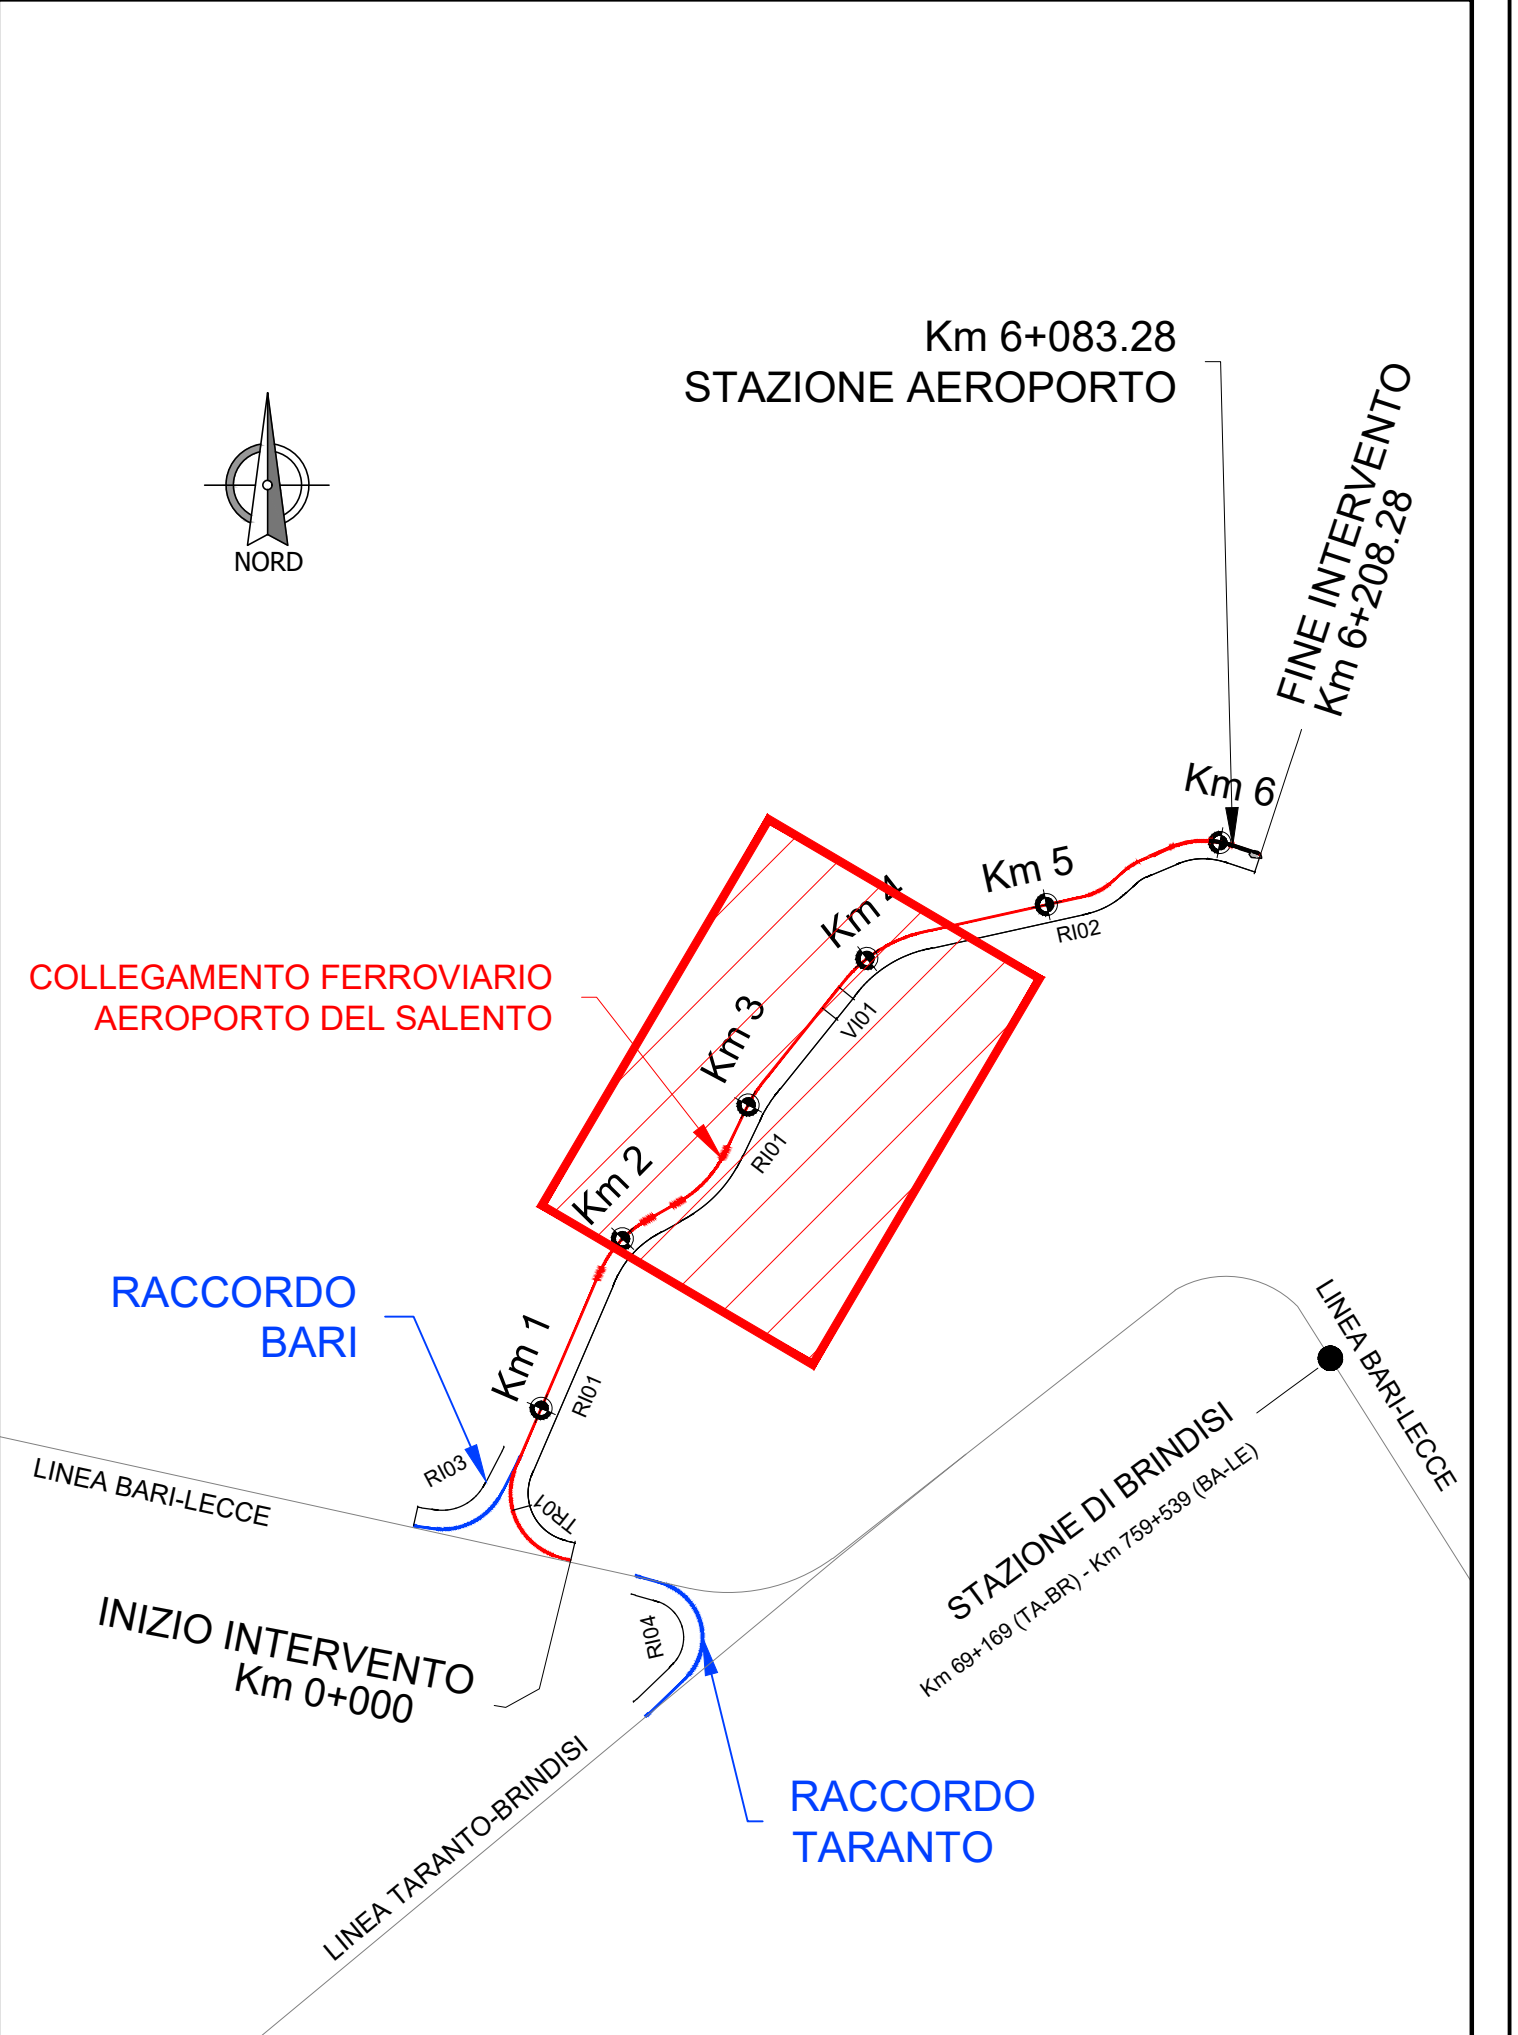 Km 6+083.28
STAZIONE AEROPORTO
FINE INTERVENTO
Km 6+208.28
NORD
Km 6
Km 5
RI02
Km 4
COLLEGAMENTO FERROVIARIO
AEROPORTO DEL SALENTO
Km 3
VI01
RI01
Km 2
RACCORDO
BARI
Km 1
RI01
LINEA BARI-LECCE
RI03
TR01
LINEA BARI-LECCE
STAZIONE DI BRINDISI
Km 69+169 (TA-BR) - Km 759+539 (BA-LE)
INIZIO INTERVENTO
Km 0+000
RI04
LINEA TARANTO-BRINDISI
RACCORDO
TARANTO